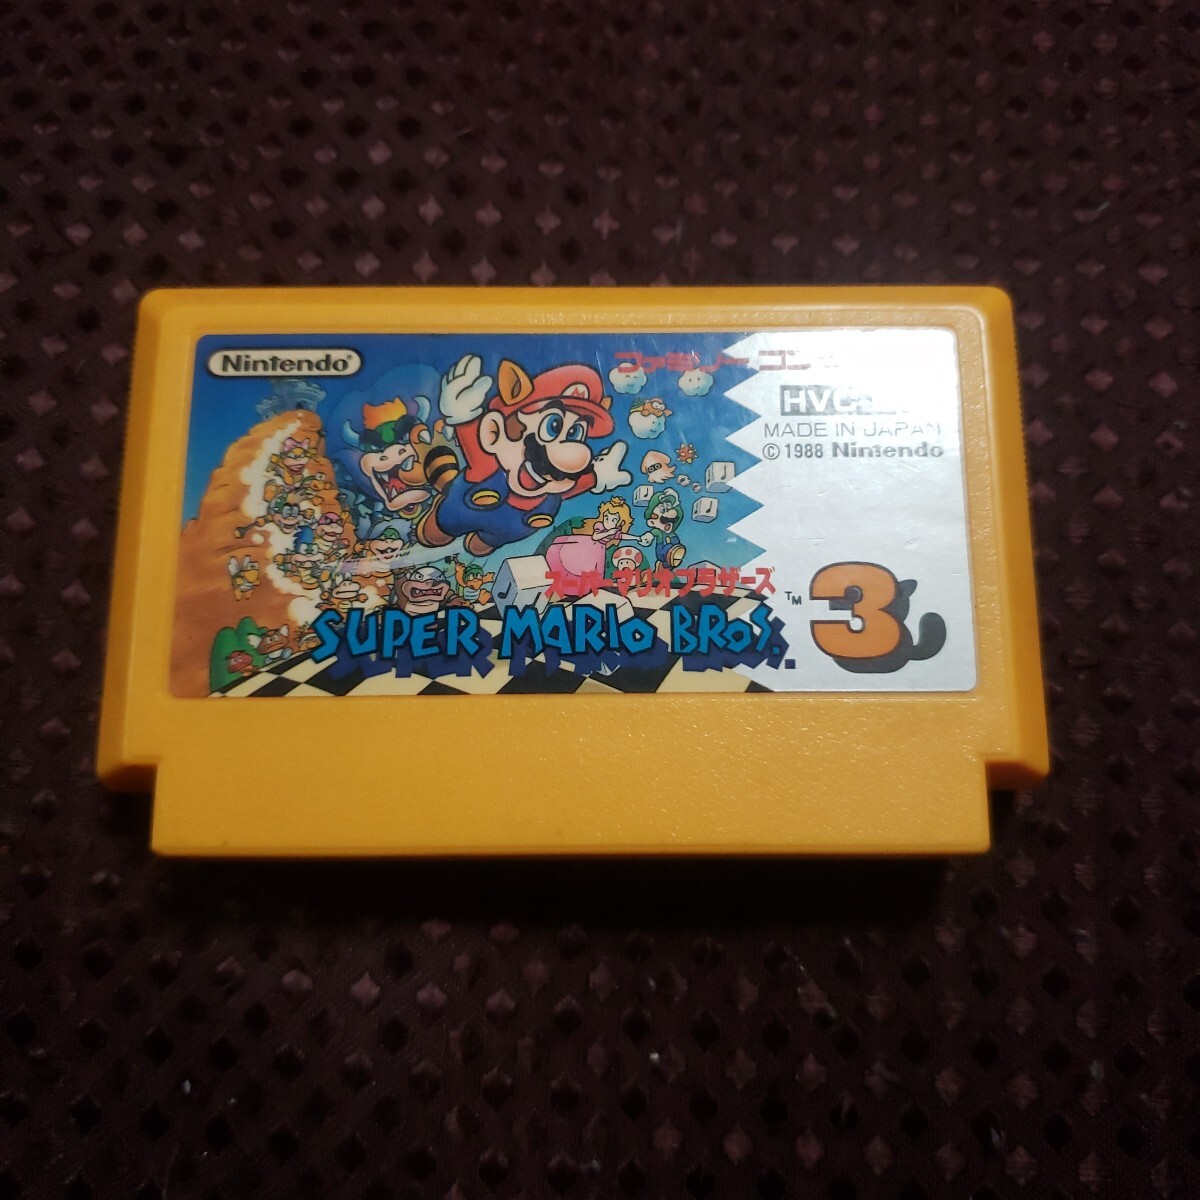 Nintendo®
ファミリー コン
HVC
MADE IN JAPAN
© 1988 Nintendo
スーパーマリオブラザーズ
SUPER MARIO BROS. ™ 3